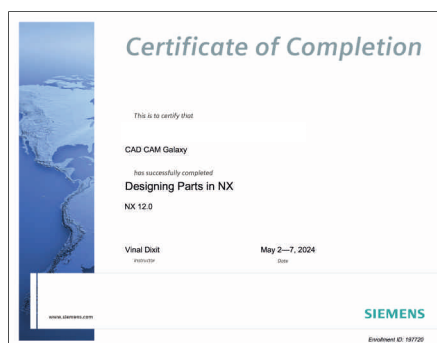 Certificate of Completion
This is to certify that
CAD CAM Galaxy
has successfully completed
Designing Parts in NX
NX 12.0
Vinal Dixit
May 2—7, 2024
Instructor
Date
www.siemens.com
SIEMENS
Enrollment ID: 197720